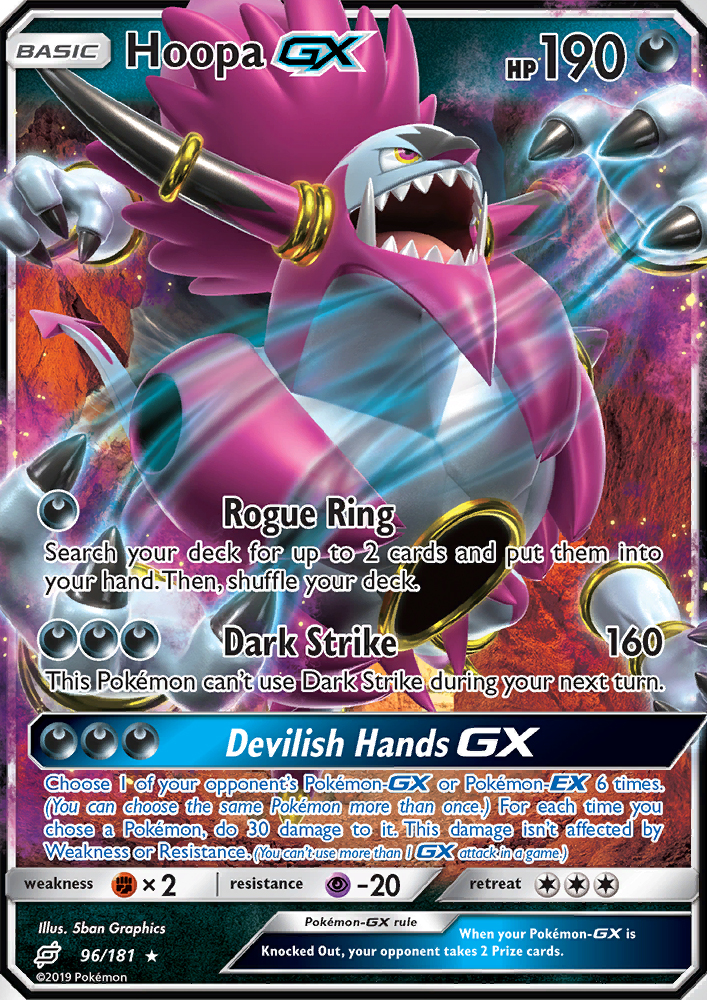 BASIC Hoopa GX HP 190
Rogue Ring
Search your deck for up to 2 cards and put them into
your hand. Then, shuffle your deck.
Dark Strike 160
This Pokémon can't use Dark Strike during your next turn.
Devilish Hands GX
Choose 1 of your opponent's Pokémon-GX or Pokémon-EX 6 times.
(You can choose the same Pokémon more than once.) For each time you
chose a Pokémon, do 30 damage to it. This damage isn't affected by
Weakness or Resistance. (You can't use more than 1 GX attack in a game.)
weakness ×2 resistance -20 retreat
Illus. 5ban Graphics
96/181 ★
©2019 Pokémon
Pokémon-GX rule
When your Pokémon-GX is
Knocked Out, your opponent takes 2 Prize cards.